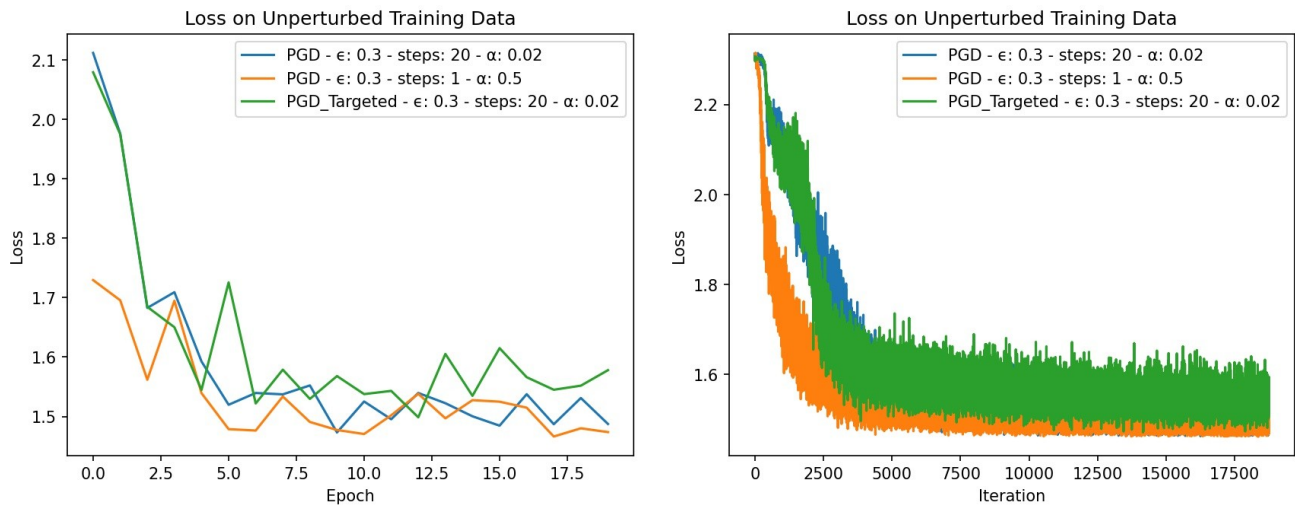 Loss on Unperturbed Training Data
PGD - ϵ: 0.3 - steps: 20 - α: 0.02
PGD - ϵ: 0.3 - steps: 1 - α: 0.5
PGD_Targeted - ϵ: 0.3 - steps: 20 - α: 0.02
2.1
2.0
1.9
1.8
1.7
1.6
1.5
Loss
0.0 2.5 5.0 7.5 10.0 12.5 15.0 17.5
Epoch
Loss on Unperturbed Training Data
PGD - ϵ: 0.3 - steps: 20 - α: 0.02
PGD - ϵ: 0.3 - steps: 1 - α: 0.5
PGD_Targeted - ϵ: 0.3 - steps: 20 - α: 0.02
2.2
2.0
1.8
1.6
Loss
0 2500 5000 7500 10000 12500 15000 17500
Iteration